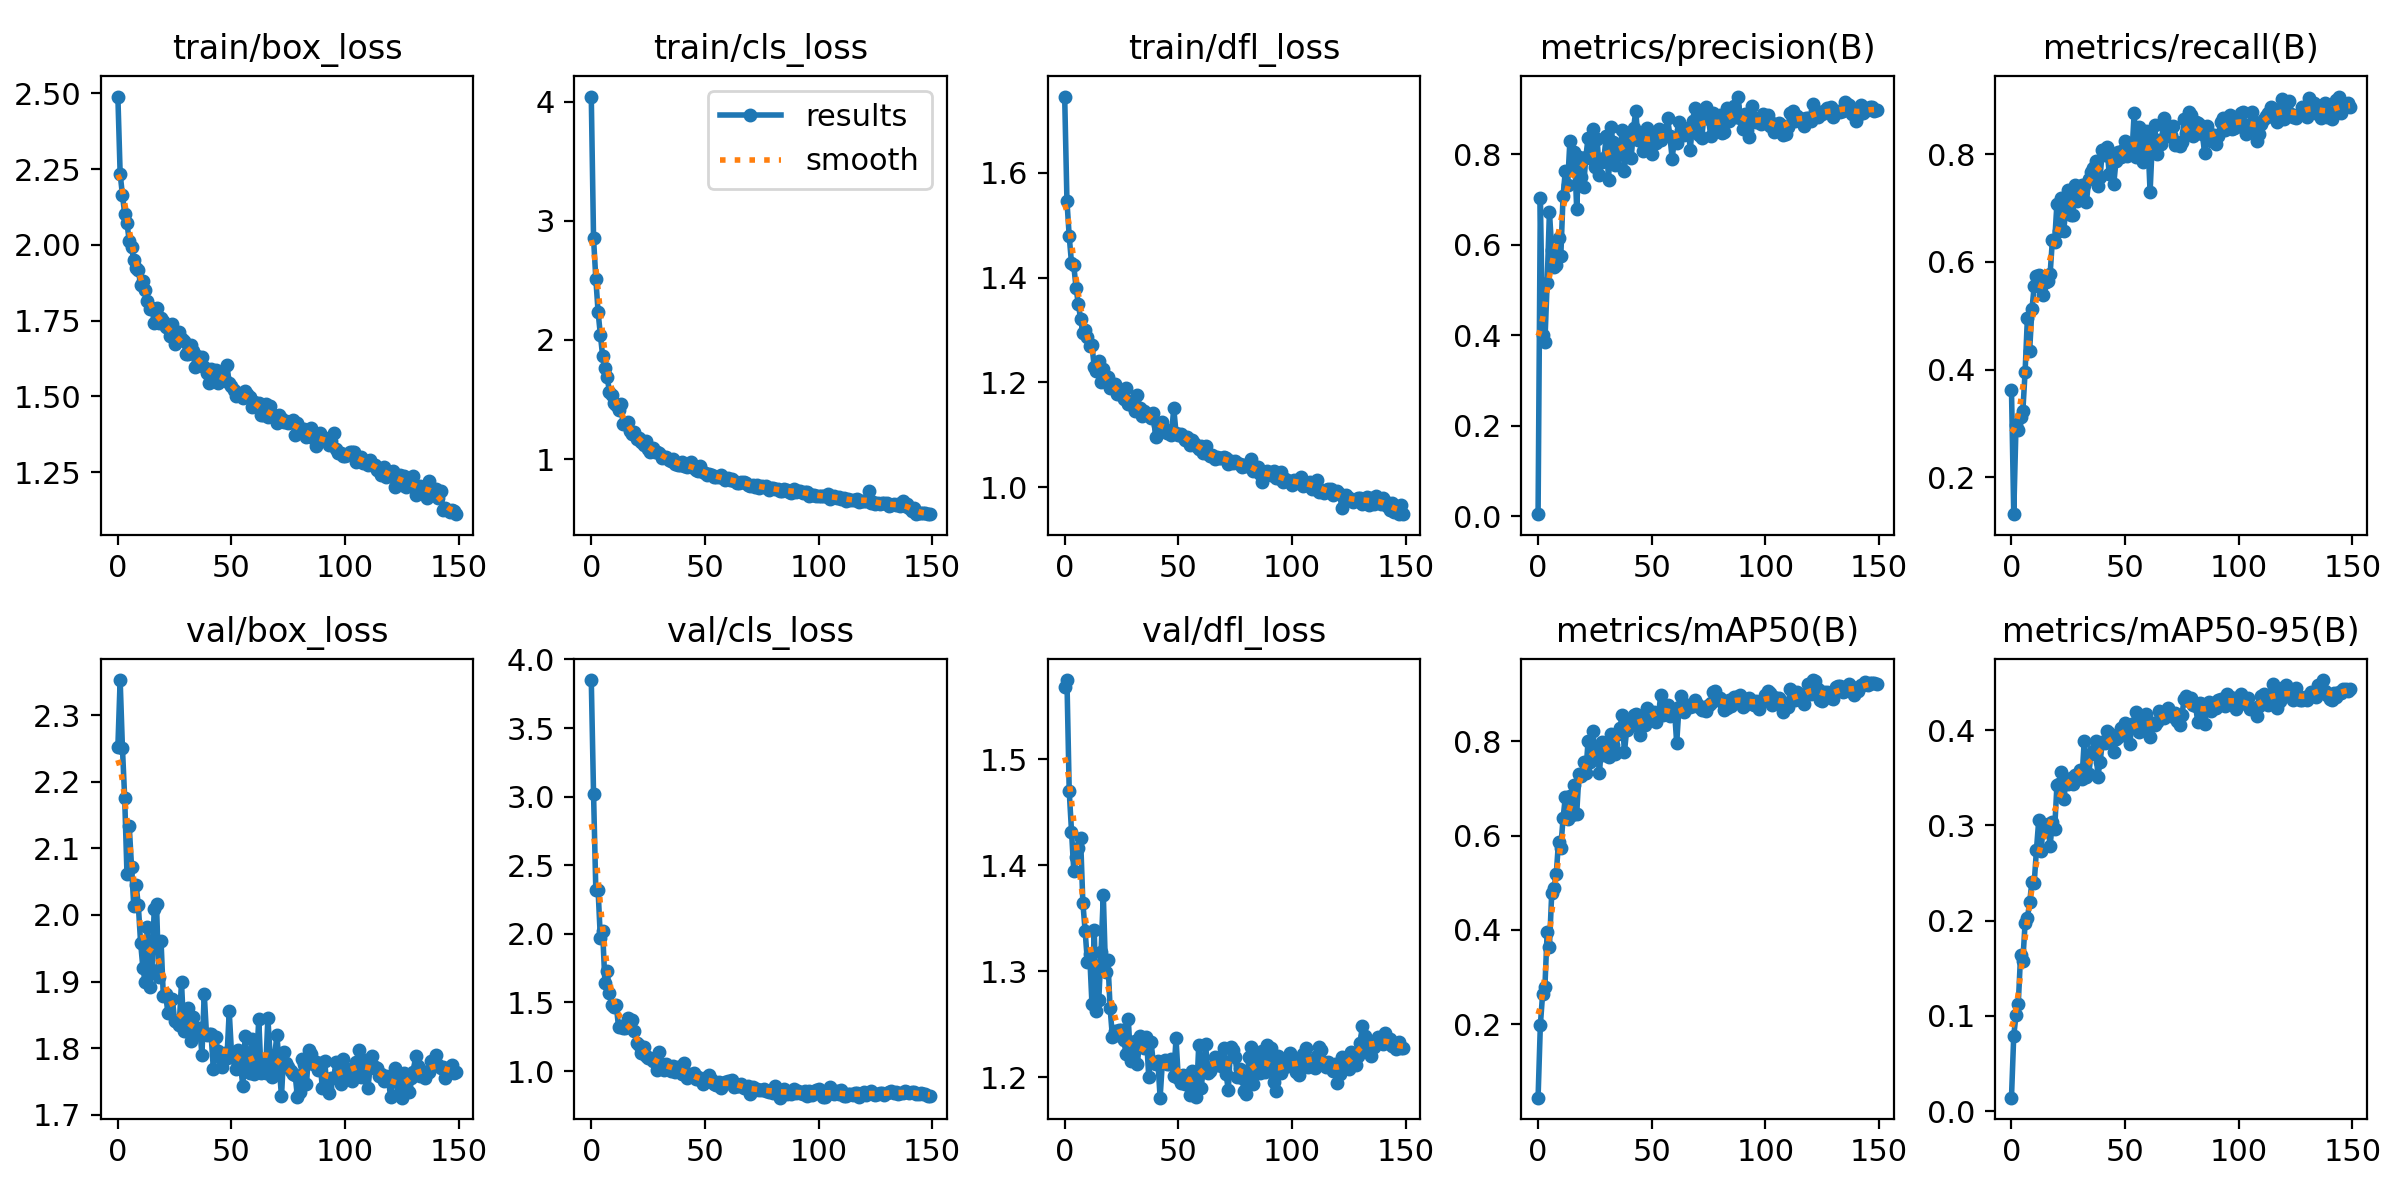 train/box_loss
2.50
2.25
2.00
1.75
1.50
1.25
0 50 100 150
train/cls_loss
results
smooth
4
3
2
1
0 50 100 150
train/dfl_loss
1.6
1.4
1.2
1.0
0 50 100 150
metrics/precision(B)
0.8
0.6
0.4
0.2
0.0
0 50 100 150
metrics/recall(B)
0.8
0.6
0.4
0.2
0 50 100 150
val/box_loss
2.3
2.2
2.1
2.0
1.9
1.8
1.7
0 50 100 150
val/cls_loss
4.0
3.5
3.0
2.5
2.0
1.5
1.0
0 50 100 150
val/dfl_loss
1.5
1.4
1.3
1.2
0 50 100 150
metrics/mAP50(B)
0.8
0.6
0.4
0.2
0 50 100 150
metrics/mAP50-95(B)
0.4
0.3
0.2
0.1
0.0
0 50 100 150